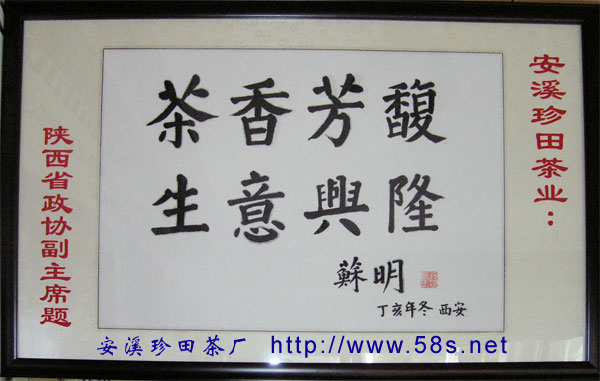 安溪珍田茶业：
茶香芳馥
生意興隆
蘇明
丁亥年冬 西安
陕西省政协副主席题
安溪珍田茶厂 http://www.58s.net